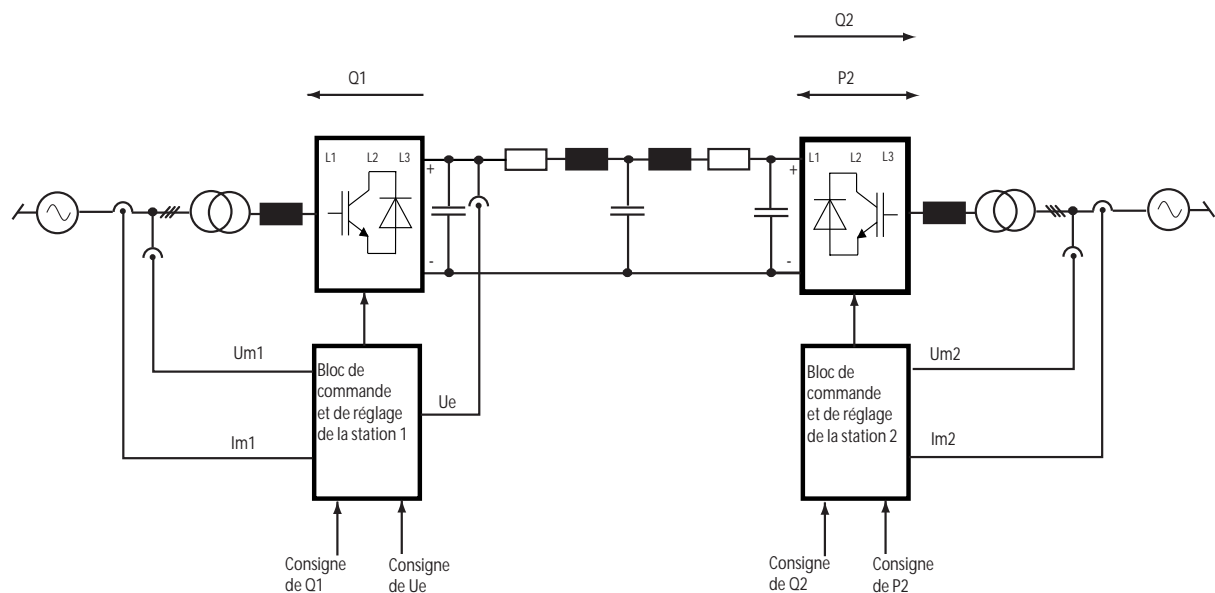 Q2
Q1
P2
L1 L2 L3
+
-
L1 L2 L3
+
-
Um1
Bloc de
commande
et de réglage
de la station 1
Ue
Im1
Um2
Bloc de
commande
et de réglage
de la station 2
Im2
Consigne
de Q1
Consigne
de Ue
Consigne
de Q2
Consigne
de P2